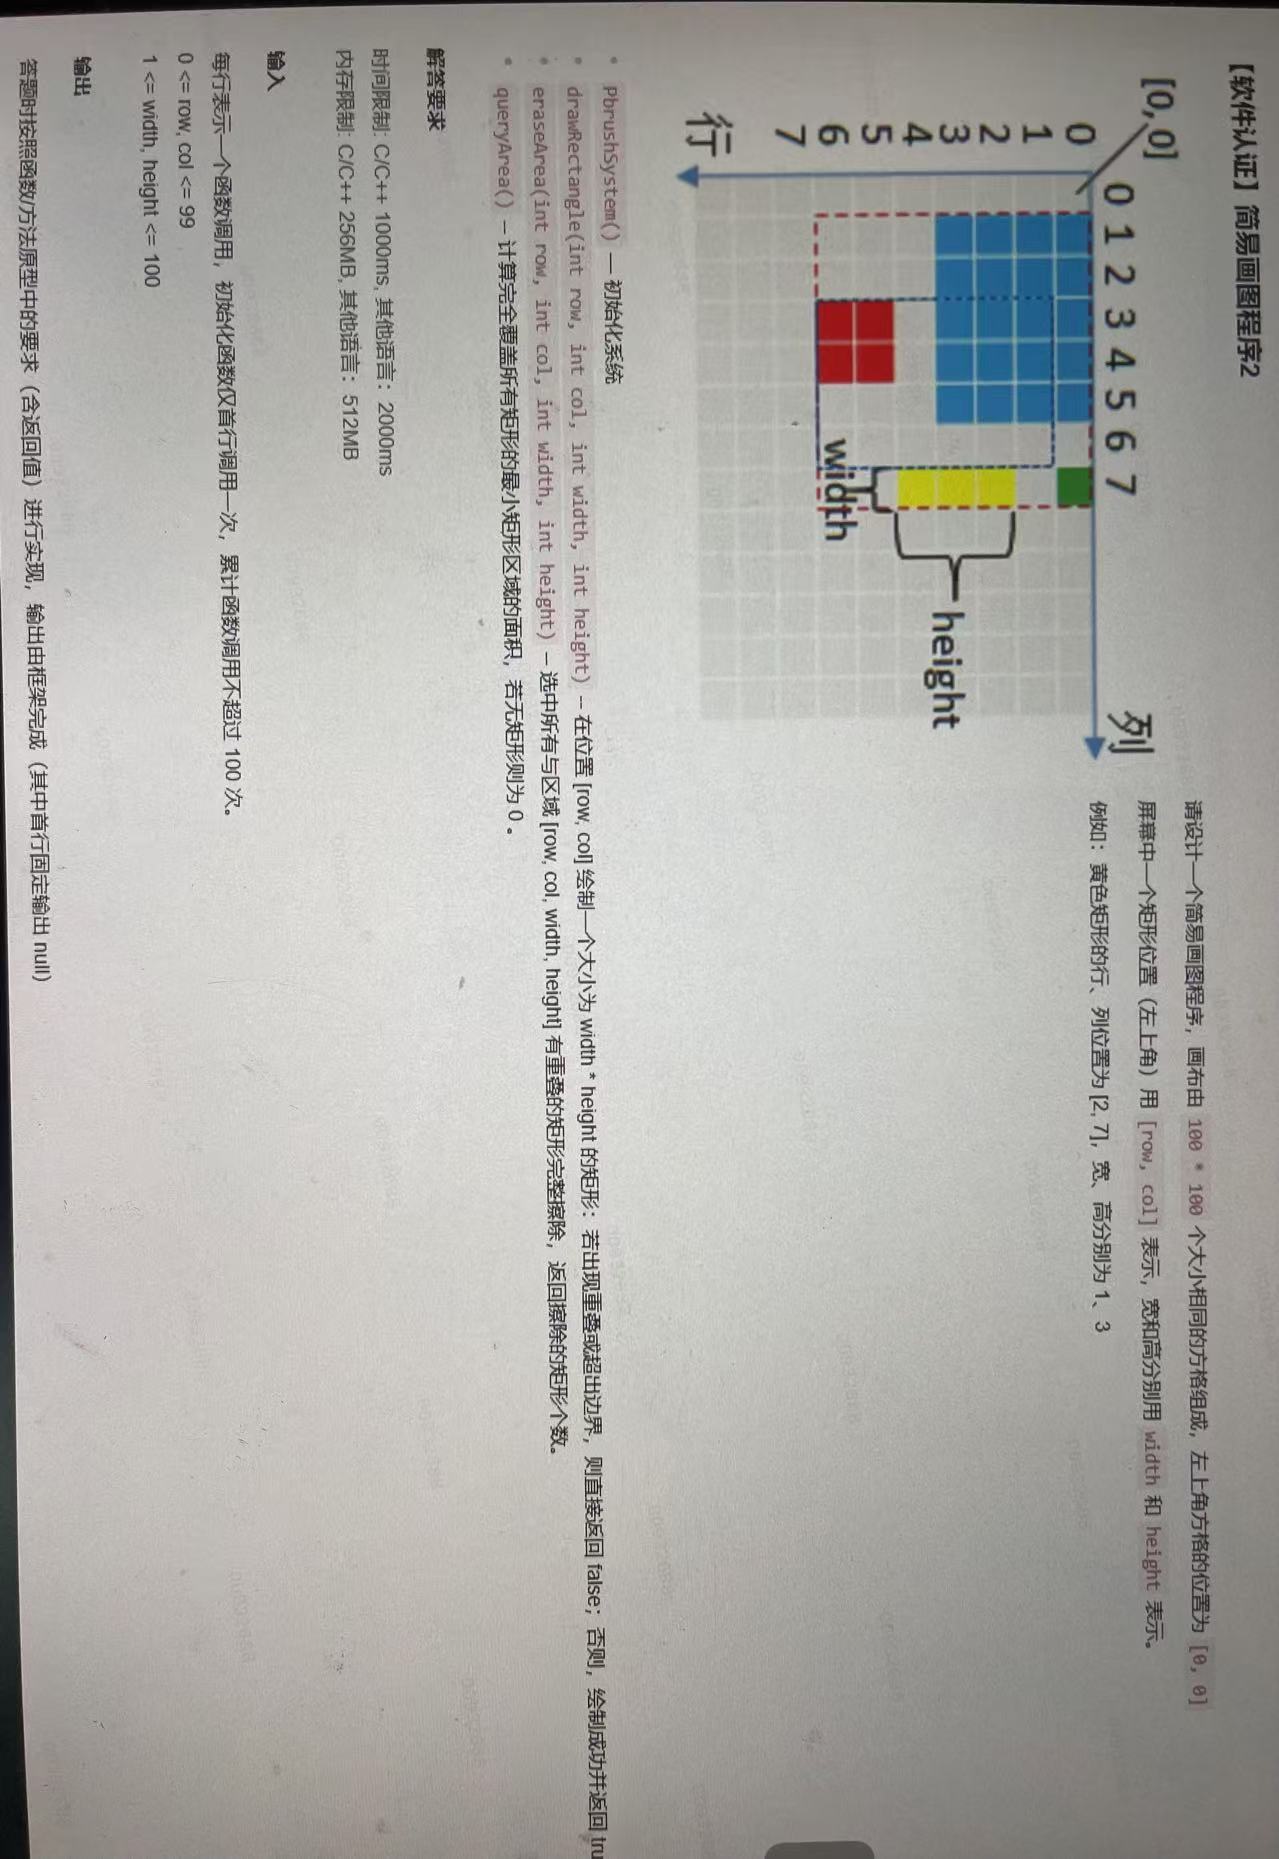 【软件认证】简易画图程序2
[0,0]
0 1 2 3 4 5 6 7
列
0
1
2
3
4
5
6
7
行
width
height
请设计一个简易画图程序，画布由 100 * 100 个大小相同的方格组成，左上角方格的位置为 [0, 0]
屏幕中一个矩形位置（左上角）用 [row, col] 表示，宽和高分别用 width 和 height 表示。
例如：黄色矩形的行、列位置为 [2, 7]，宽、高分别为 1、3
• PbrushSystem() — 初始化系统
• drawRectangle(int row, int col, int width, int height) -- 在位置 [row, col] 绘制一个大小为 width * height 的矩形：若出现重叠或超出边界，则直接返回 false；否则，绘制成功并返回 tru
• eraseArea(int row, int col, int width, int height) – 选中所有与区域 [row, col, width, height] 有重叠的矩形完整擦除，返回擦除的矩形个数。
• queryArea() – 计算完全覆盖所有矩形的最小矩形区域的面积，若无矩形则为 0 。
解答要求
时间限制: C/C++ 1000ms, 其他语言：2000ms
内存限制: C/C++ 256MB, 其他语言：512MB
输入
每行表示一个函数调用，初始化函数仅首行调用一次，累计函数调用不超过 100 次。
0 <= row, col <= 99
1 <= width, height <= 100
输出
答题时按照函数/方法原型中的要求（含返回值）进行实现，输出由框架完成（其中首行固定输出 null）